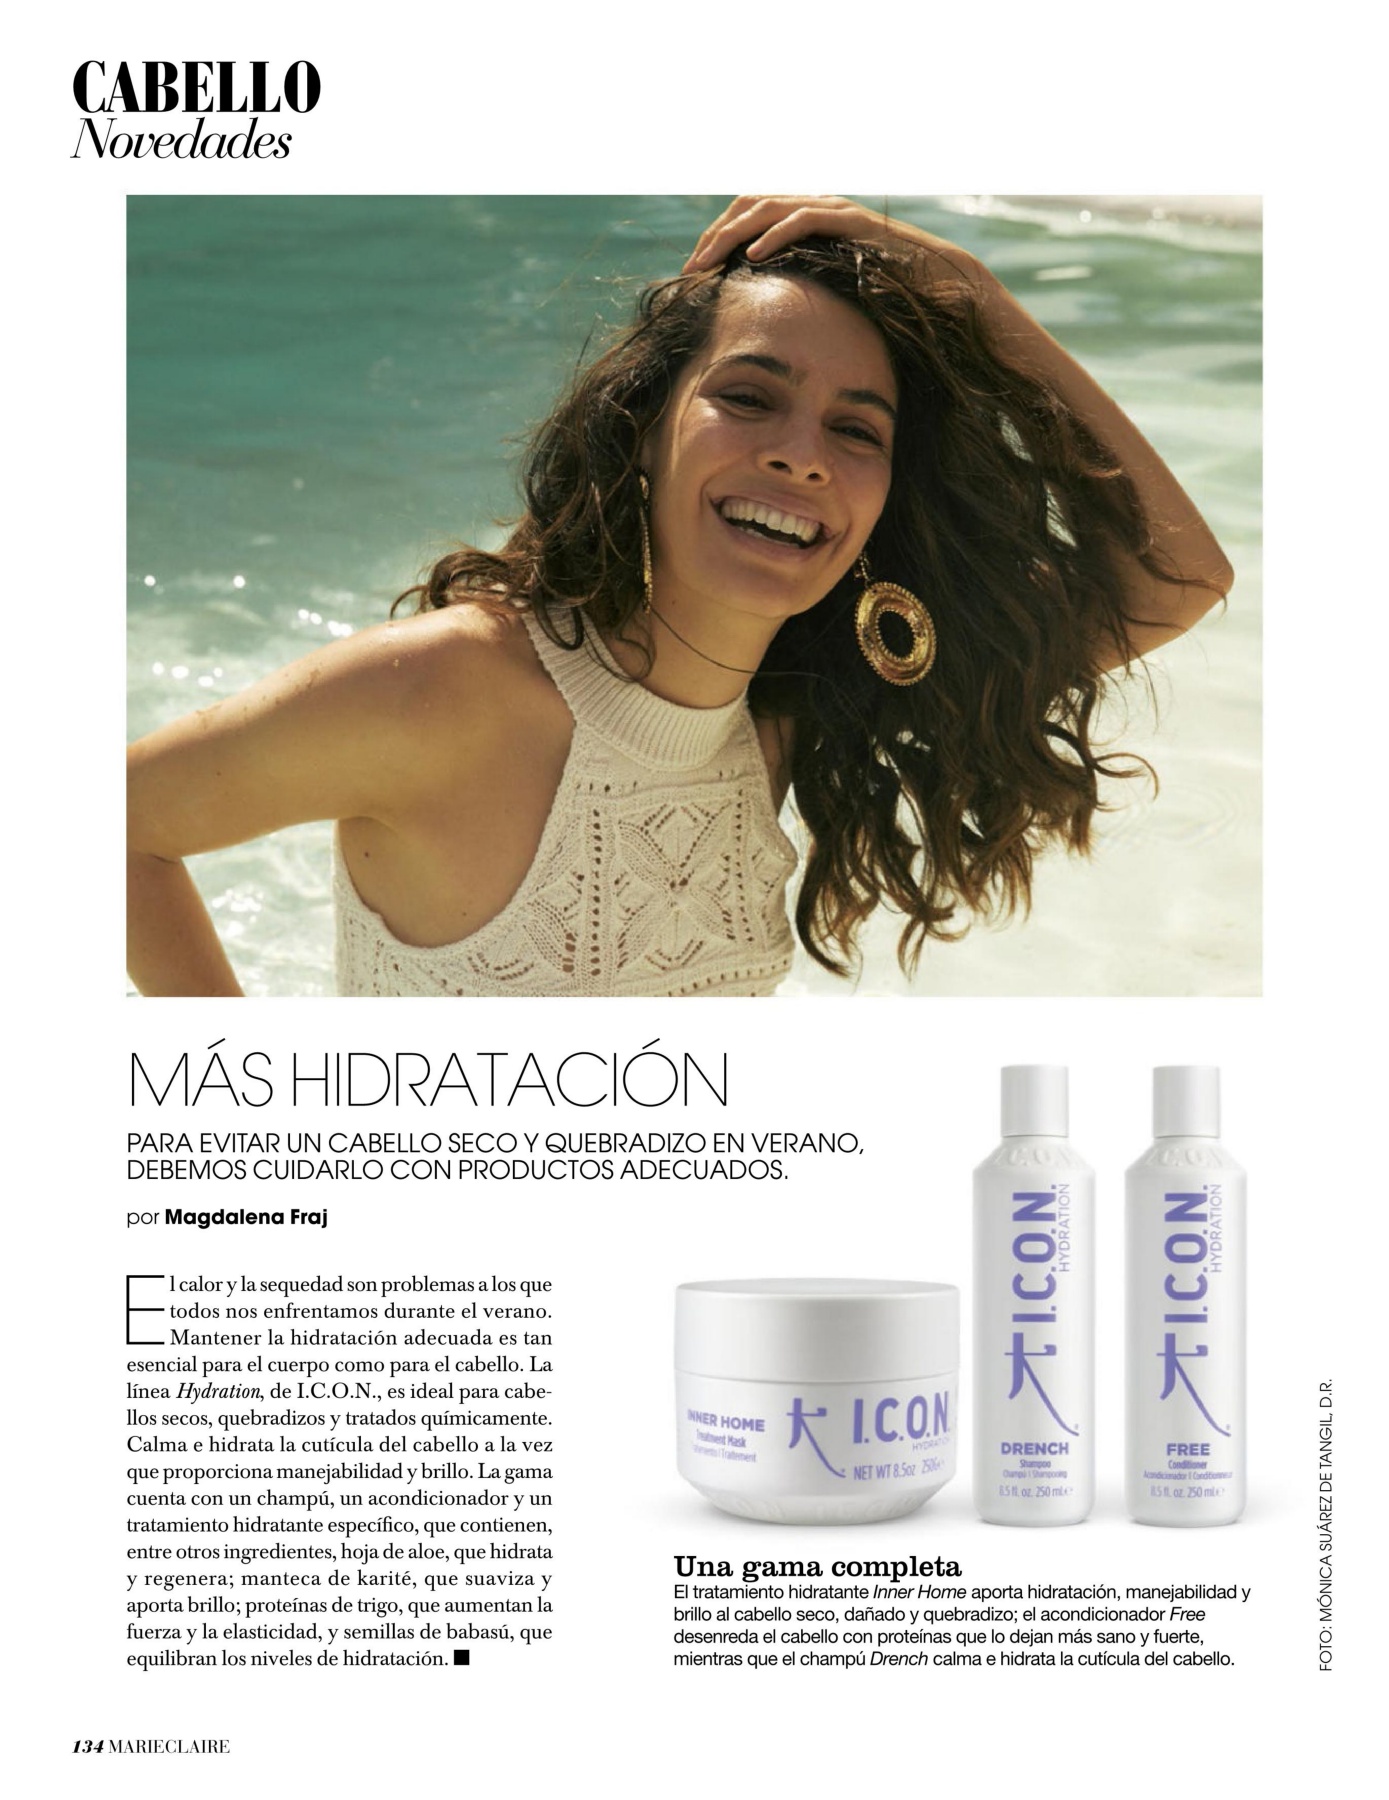 CABELLO
Novedades
MÁS HIDRATACIÓN
PARA EVITAR UN CABELLO SECO Y QUEBRADIZO EN VERANO,
DEBEMOS CUIDARLO CON PRODUCTOS ADECUADOS.
por Magdalena Fraj
El calor y la sequedad son problemas a los que
todos nos enfrentamos durante el verano.
Mantener la hidratación adecuada es tan
esencial para el cuerpo como para el cabello. La
línea Hydration, de I.C.O.N., es ideal para cabe-
llos secos, quebradizos y tratados químicamente.
Calma e hidrata la cutícula del cabello a la vez
que proporciona manejabilidad y brillo. La gama
cuenta con un champú, un acondicionador y un
tratamiento hidratante específico, que contienen,
entre otros ingredientes, hoja de aloe, que hidrata
y regenera; manteca de karité, que suaviza y
aporta brillo; proteínas de trigo, que aumentan la
fuerza y la elasticidad, y semillas de babasú, que
equilibran los niveles de hidratación.
INNER HOME
Treatment Mask
Tratamiento | Traitement
I.C.O.N.
HYDRATION
NET WT 8.5oz 250g
I.C.O.N.
HYDRATION
DRENCH
Shampoo
Champú | Shampooing
8.5 fl. oz. 250 ml
I.C.O.N.
HYDRATION
FREE
Conditioner
Acondicionador | Conditionneur
8.5 fl. oz. 250 ml
Una gama completa
El tratamiento hidratante Inner Home aporta hidratación, manejabilidad y
brillo al cabello seco, dañado y quebradizo; el acondicionador Free
desenreda el cabello con proteínas que lo dejan más sano y fuerte,
mientras que el champú Drench calma e hidrata la cutícula del cabello.
FOTO: MÓNICA SUÁREZ DE TANGIL, D.R.
134 MARIECLAIRE